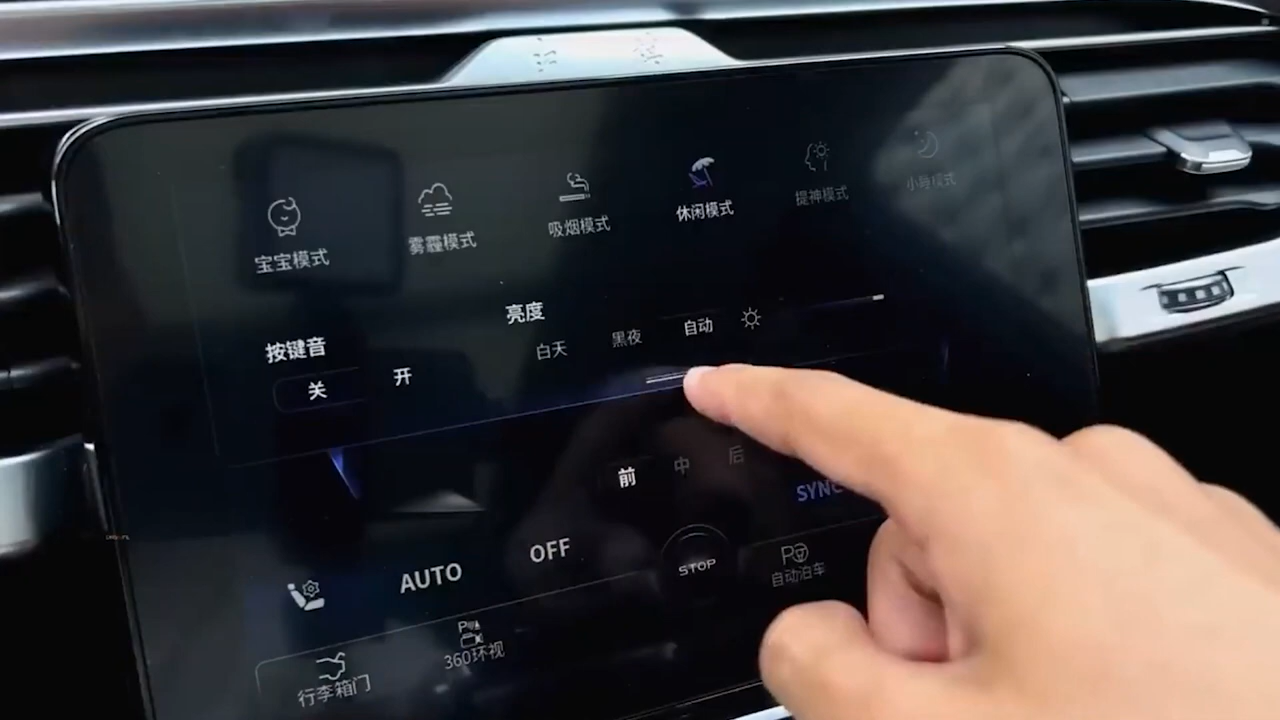 宝宝模式
雾霾模式
吸烟模式
休闲模式
提神模式
小睡模式
亮度
按键音
白天
黑夜
自动
关
开
前
中
后
SYNC
AUTO
OFF
STOP
自动泊车
360环视
行李箱门